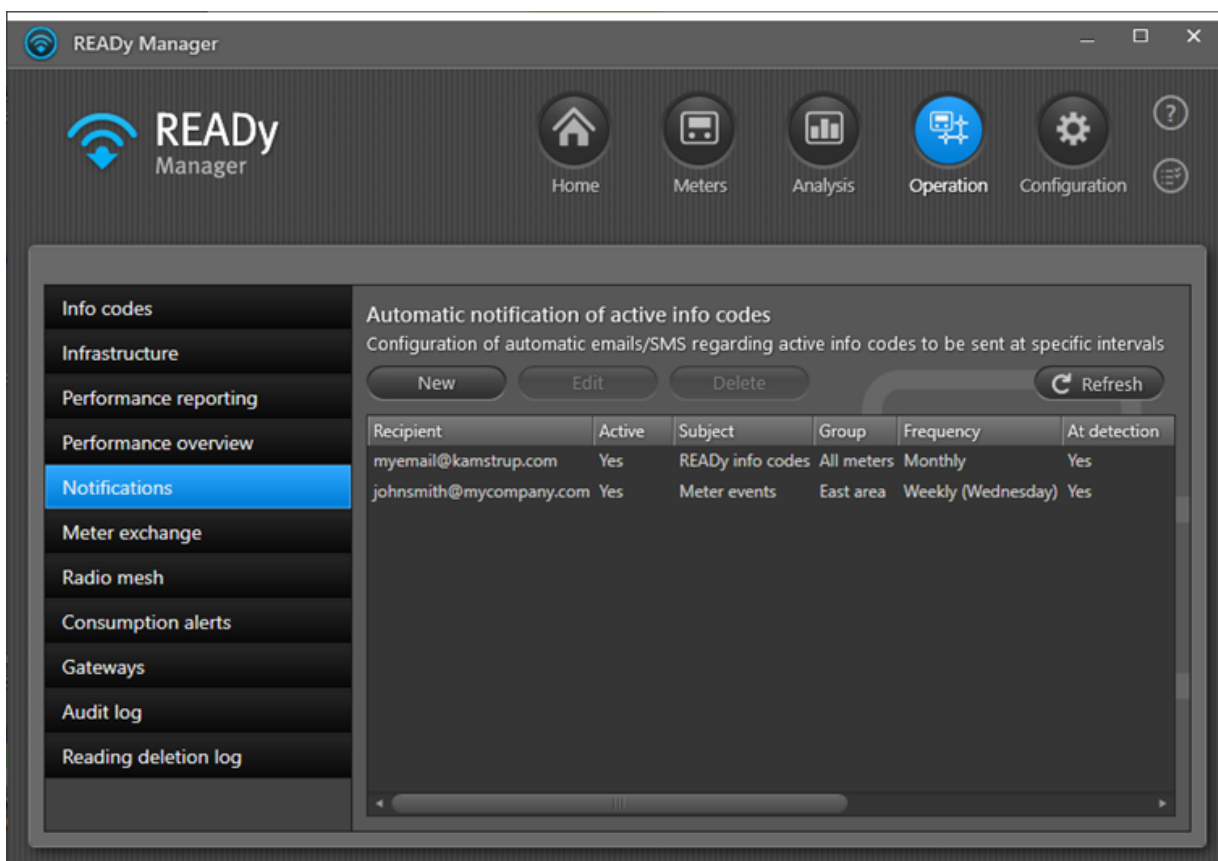 READy Manager
READy
Manager
?
Home Meters Analysis Operation Configuration
Info codes
Infrastructure
Performance reporting
Performance overview
Notifications
Meter exchange
Radio mesh
Consumption alerts
Gateways
Audit log
Reading deletion log
Automatic notification of active info codes
Configuration of automatic emails/SMS regarding active info codes to be sent at specific intervals
New Edit Delete Refresh
Recipient Active Subject Group Frequency At detection
myemail@kamstrup.com Yes READy info codes All meters Monthly Yes
johnsmith@mycompany.com Yes Meter events East area Weekly (Wednesday) Yes